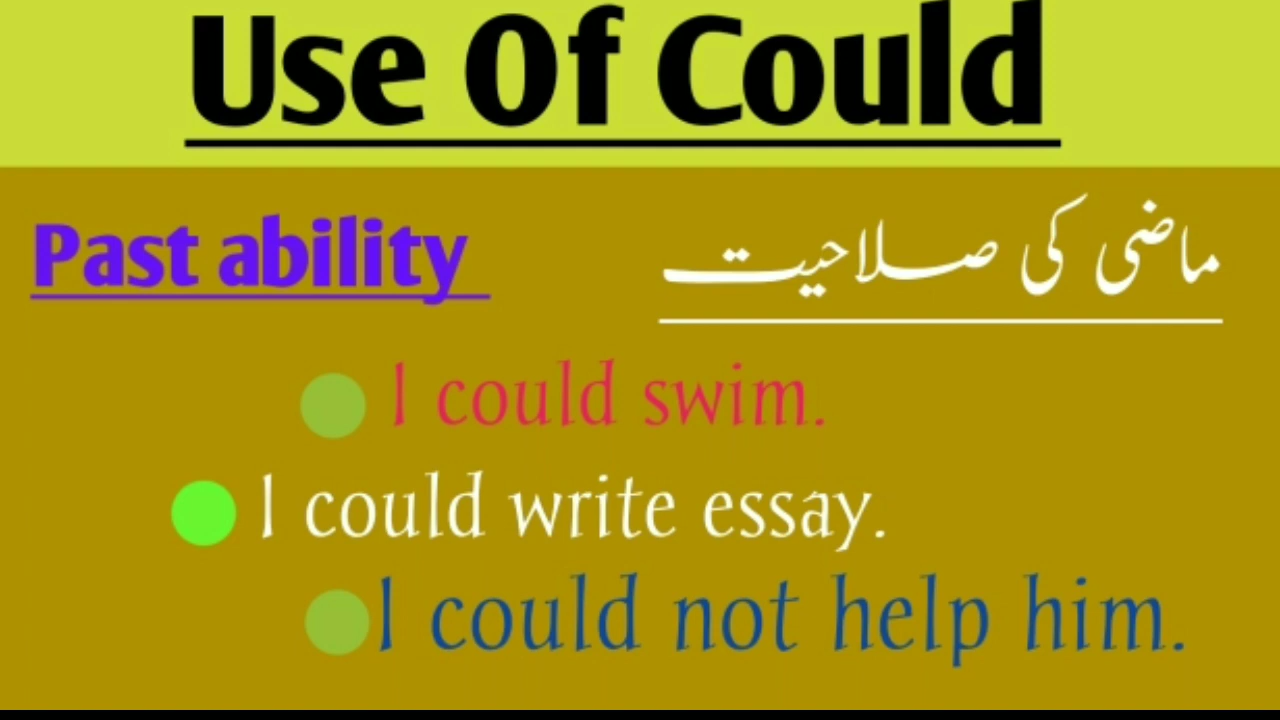 Use Of Could
Past ability
ماضی کی صلاحیت
I could swim.
I could write essay.
I could not help him.